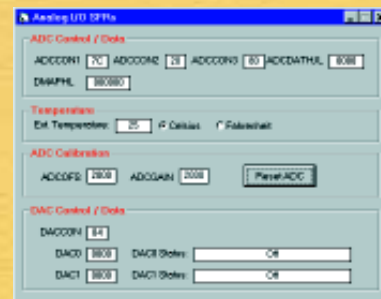 Analog I/O SFRs
ADC Control / Data
ADCCON1 7C ADCCON2 20 ADCCON3 80 ADCDATH/L 0000
DMAPHL 000000
Temperature
Ext. Temperature: 25 Celsius Fahrenheit
ADC Calibration
ADCOFS 2000 ADCGAIN 2000 Reset ADC
DAC Control / Data
DACCON 04
DAC0 0000 DAC0 Status: Off
DAC1 0000 DAC1 Status: Off